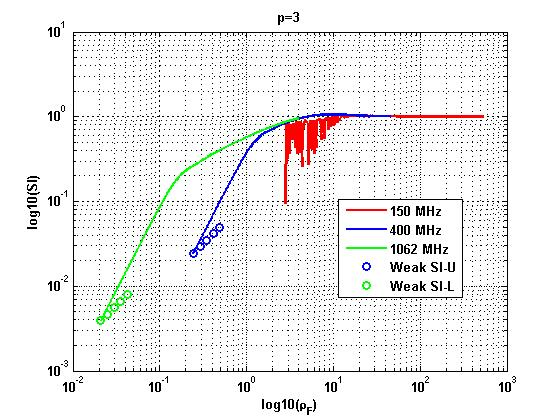 p=3
10^1
10^0
10^-1
10^-2
10^-3
log10(SI)
150 MHz
400 MHz
1062 MHz
Weak SI-U
Weak SI-L
10^-2 10^-1 10^0 10^1 10^2 10^3
log10(ρ_F)